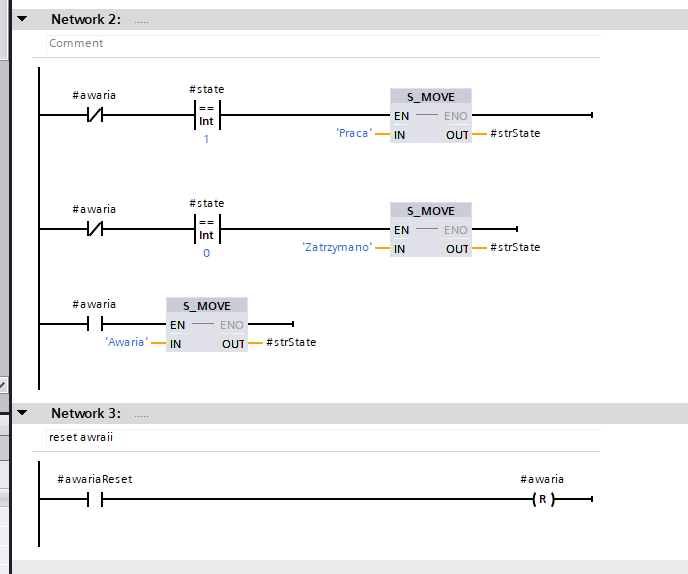 Network 2: .....
Comment
#awaria #state
== S_MOVE
Int EN ENO
1 'Praca' IN OUT #strState
#awaria #state
== S_MOVE
Int EN ENO
0 'Zatrzymano' IN OUT #strState
#awaria S_MOVE
EN ENO
'Awaria' IN OUT #strState
Network 3: .....
reset awraii
#awariaReset #awaria
R